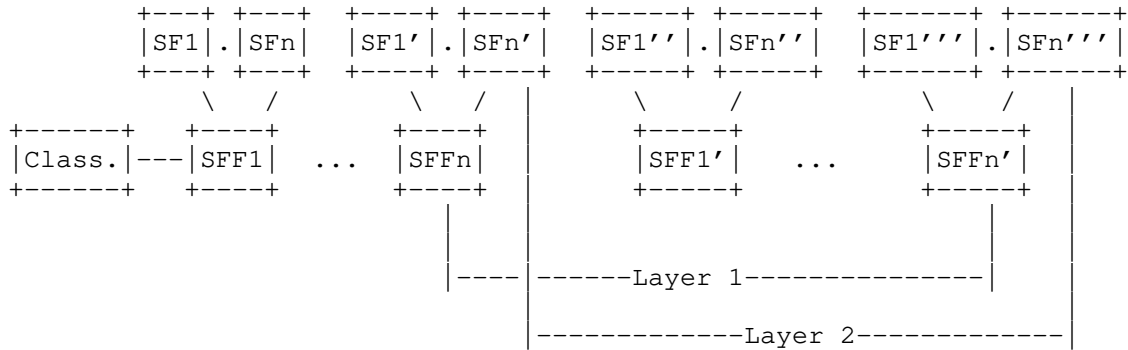 SF1 . SFn SF1' . SFn' SF1'' . SFn'' SF1''' . SFn'''
Class. SFF1 ... SFFn SFF1' ... SFFn'
Layer 1
Layer 2